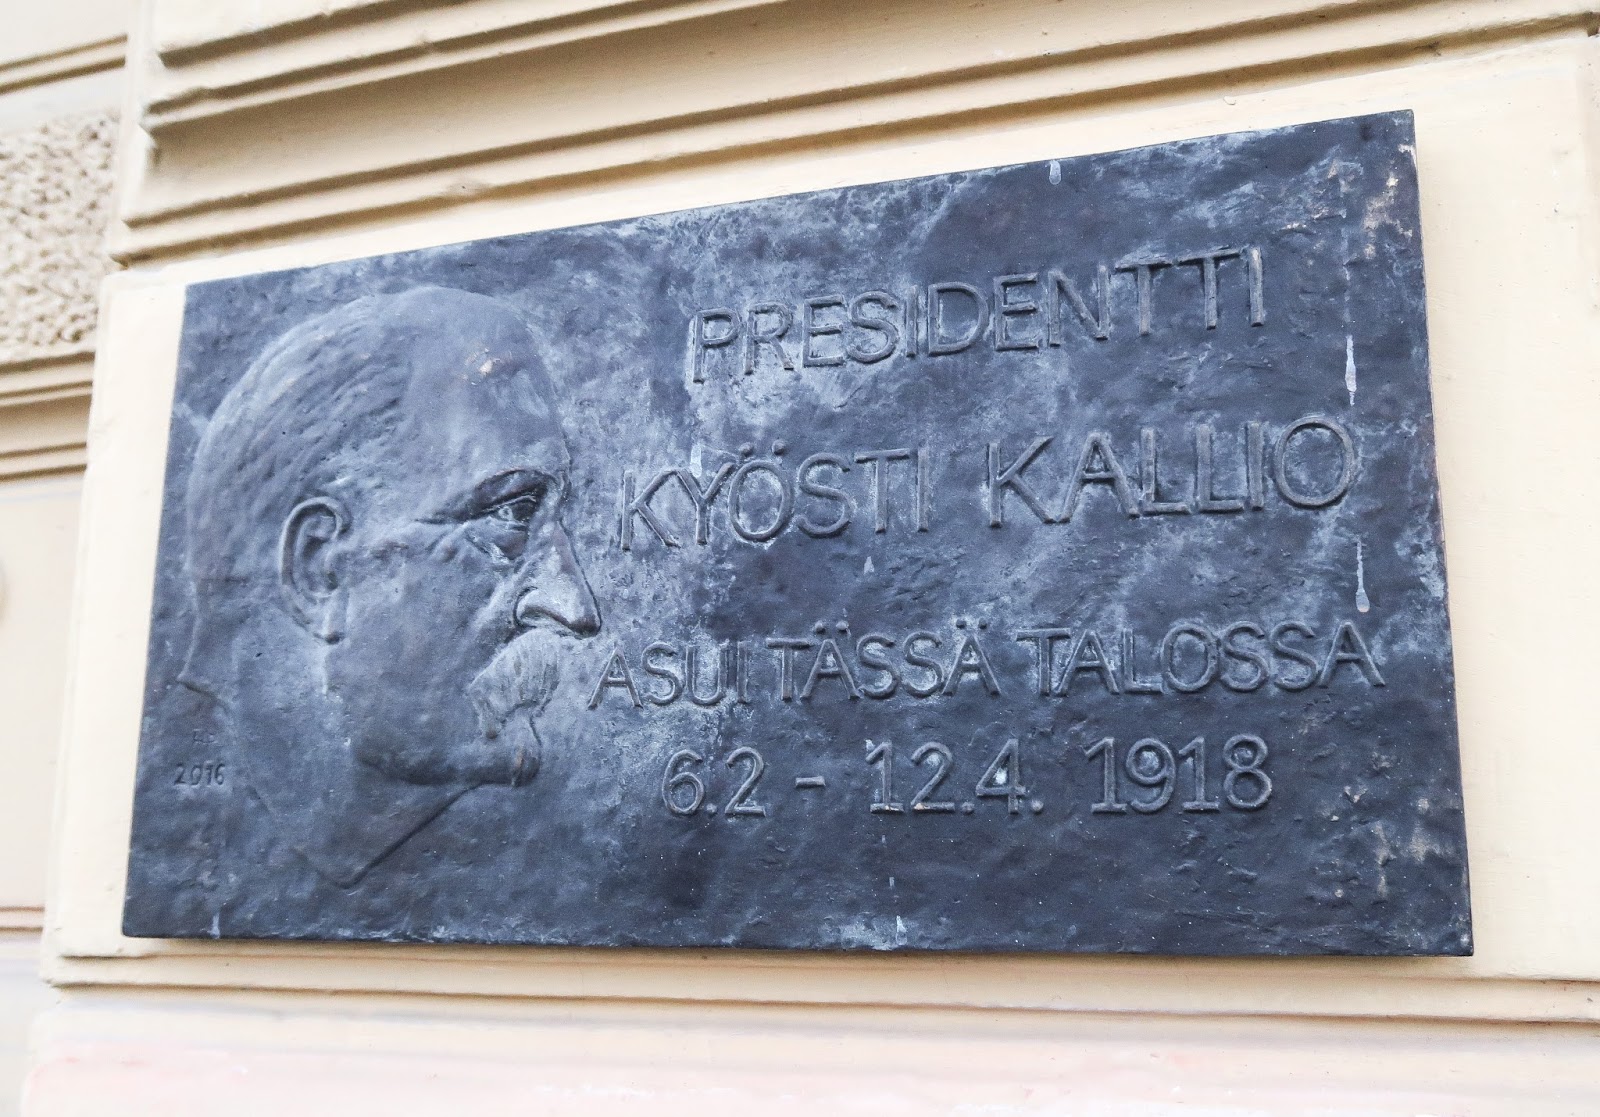 PRESIDENTTI
KYÖSTI KALLIO
ASUI TÄSSÄ TALOSSA
6.2 - 12.4. 1918
2016